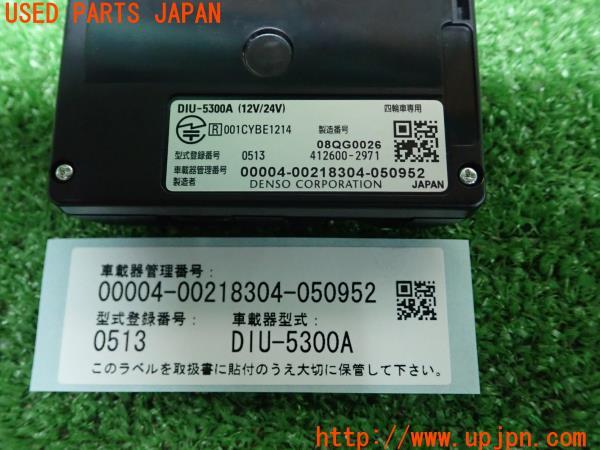 USED PARTS JAPAN
DIU-5300A (12V/24V) 四輪車専用
R 001CYBE1214 製造番号
08QG0026
型式登録番号 0513 412600-2971
車載器管理番号 00004-00218304-050952
製造者 DENSO CORPORATION JAPAN
車載器管理番号:
00004-00218304-050952
型式登録番号: 車載器型式:
0513 DIU-5300A
このラベルを取扱書に貼付のうえ大切に保管して下さい。
http://www.upjpn.com/